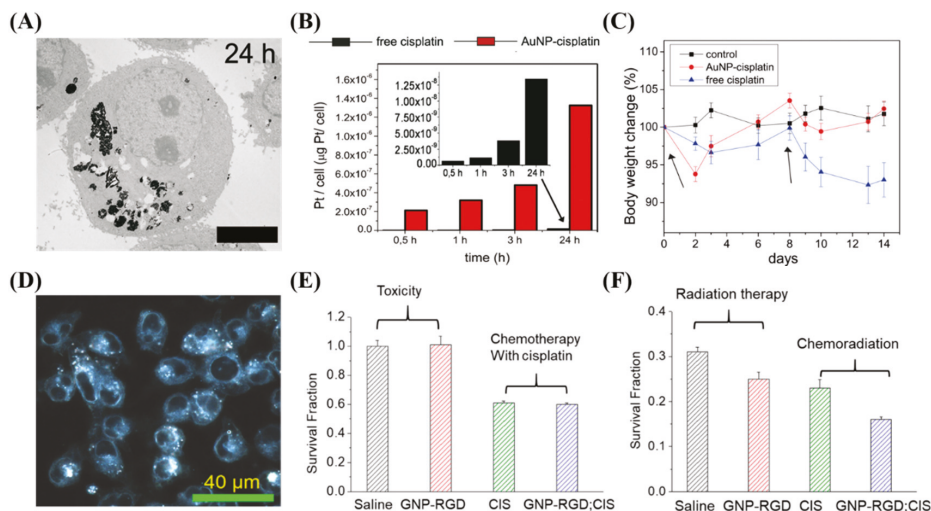 (A)
24 h
(B)
free cisplatin
AuNP-cisplatin
Pt / cell (µg Pt/ cell)
1.6x10⁻⁶
1.4x10⁻⁶
1.2x10⁻⁶
1.0x10⁻⁶
8.0x10⁻⁷
6.0x10⁻⁷
4.0x10⁻⁷
2.0x10⁻⁷
0.0
1.25x10⁻⁸
1.00x10⁻⁸
7.50x10⁻⁹
5.00x10⁻⁹
2.50x10⁻⁹
0.00
0,5 h 1 h 3 h 24 h
0,5 h 1 h 3 h 24 h
time (h)
(C)
Body weight change (%)
105
100
95
90
control
AuNP-cisplatin
free cisplatin
0 2 4 6 8 10 12 14
days
(D)
40 µm
(E)
Survival Fraction
1.2
1.0
0.8
0.6
0.4
0.2
0.0
Toxicity
Chemotherapy
With cisplatin
Saline GNP-RGD CIS GNP-RGD;CIS
(F)
Survival Fraction
0.4
0.3
0.2
0.1
0.0
Radiation therapy
Chemoradiation
Saline GNP-RGD CIS GNP-RGD:CIS